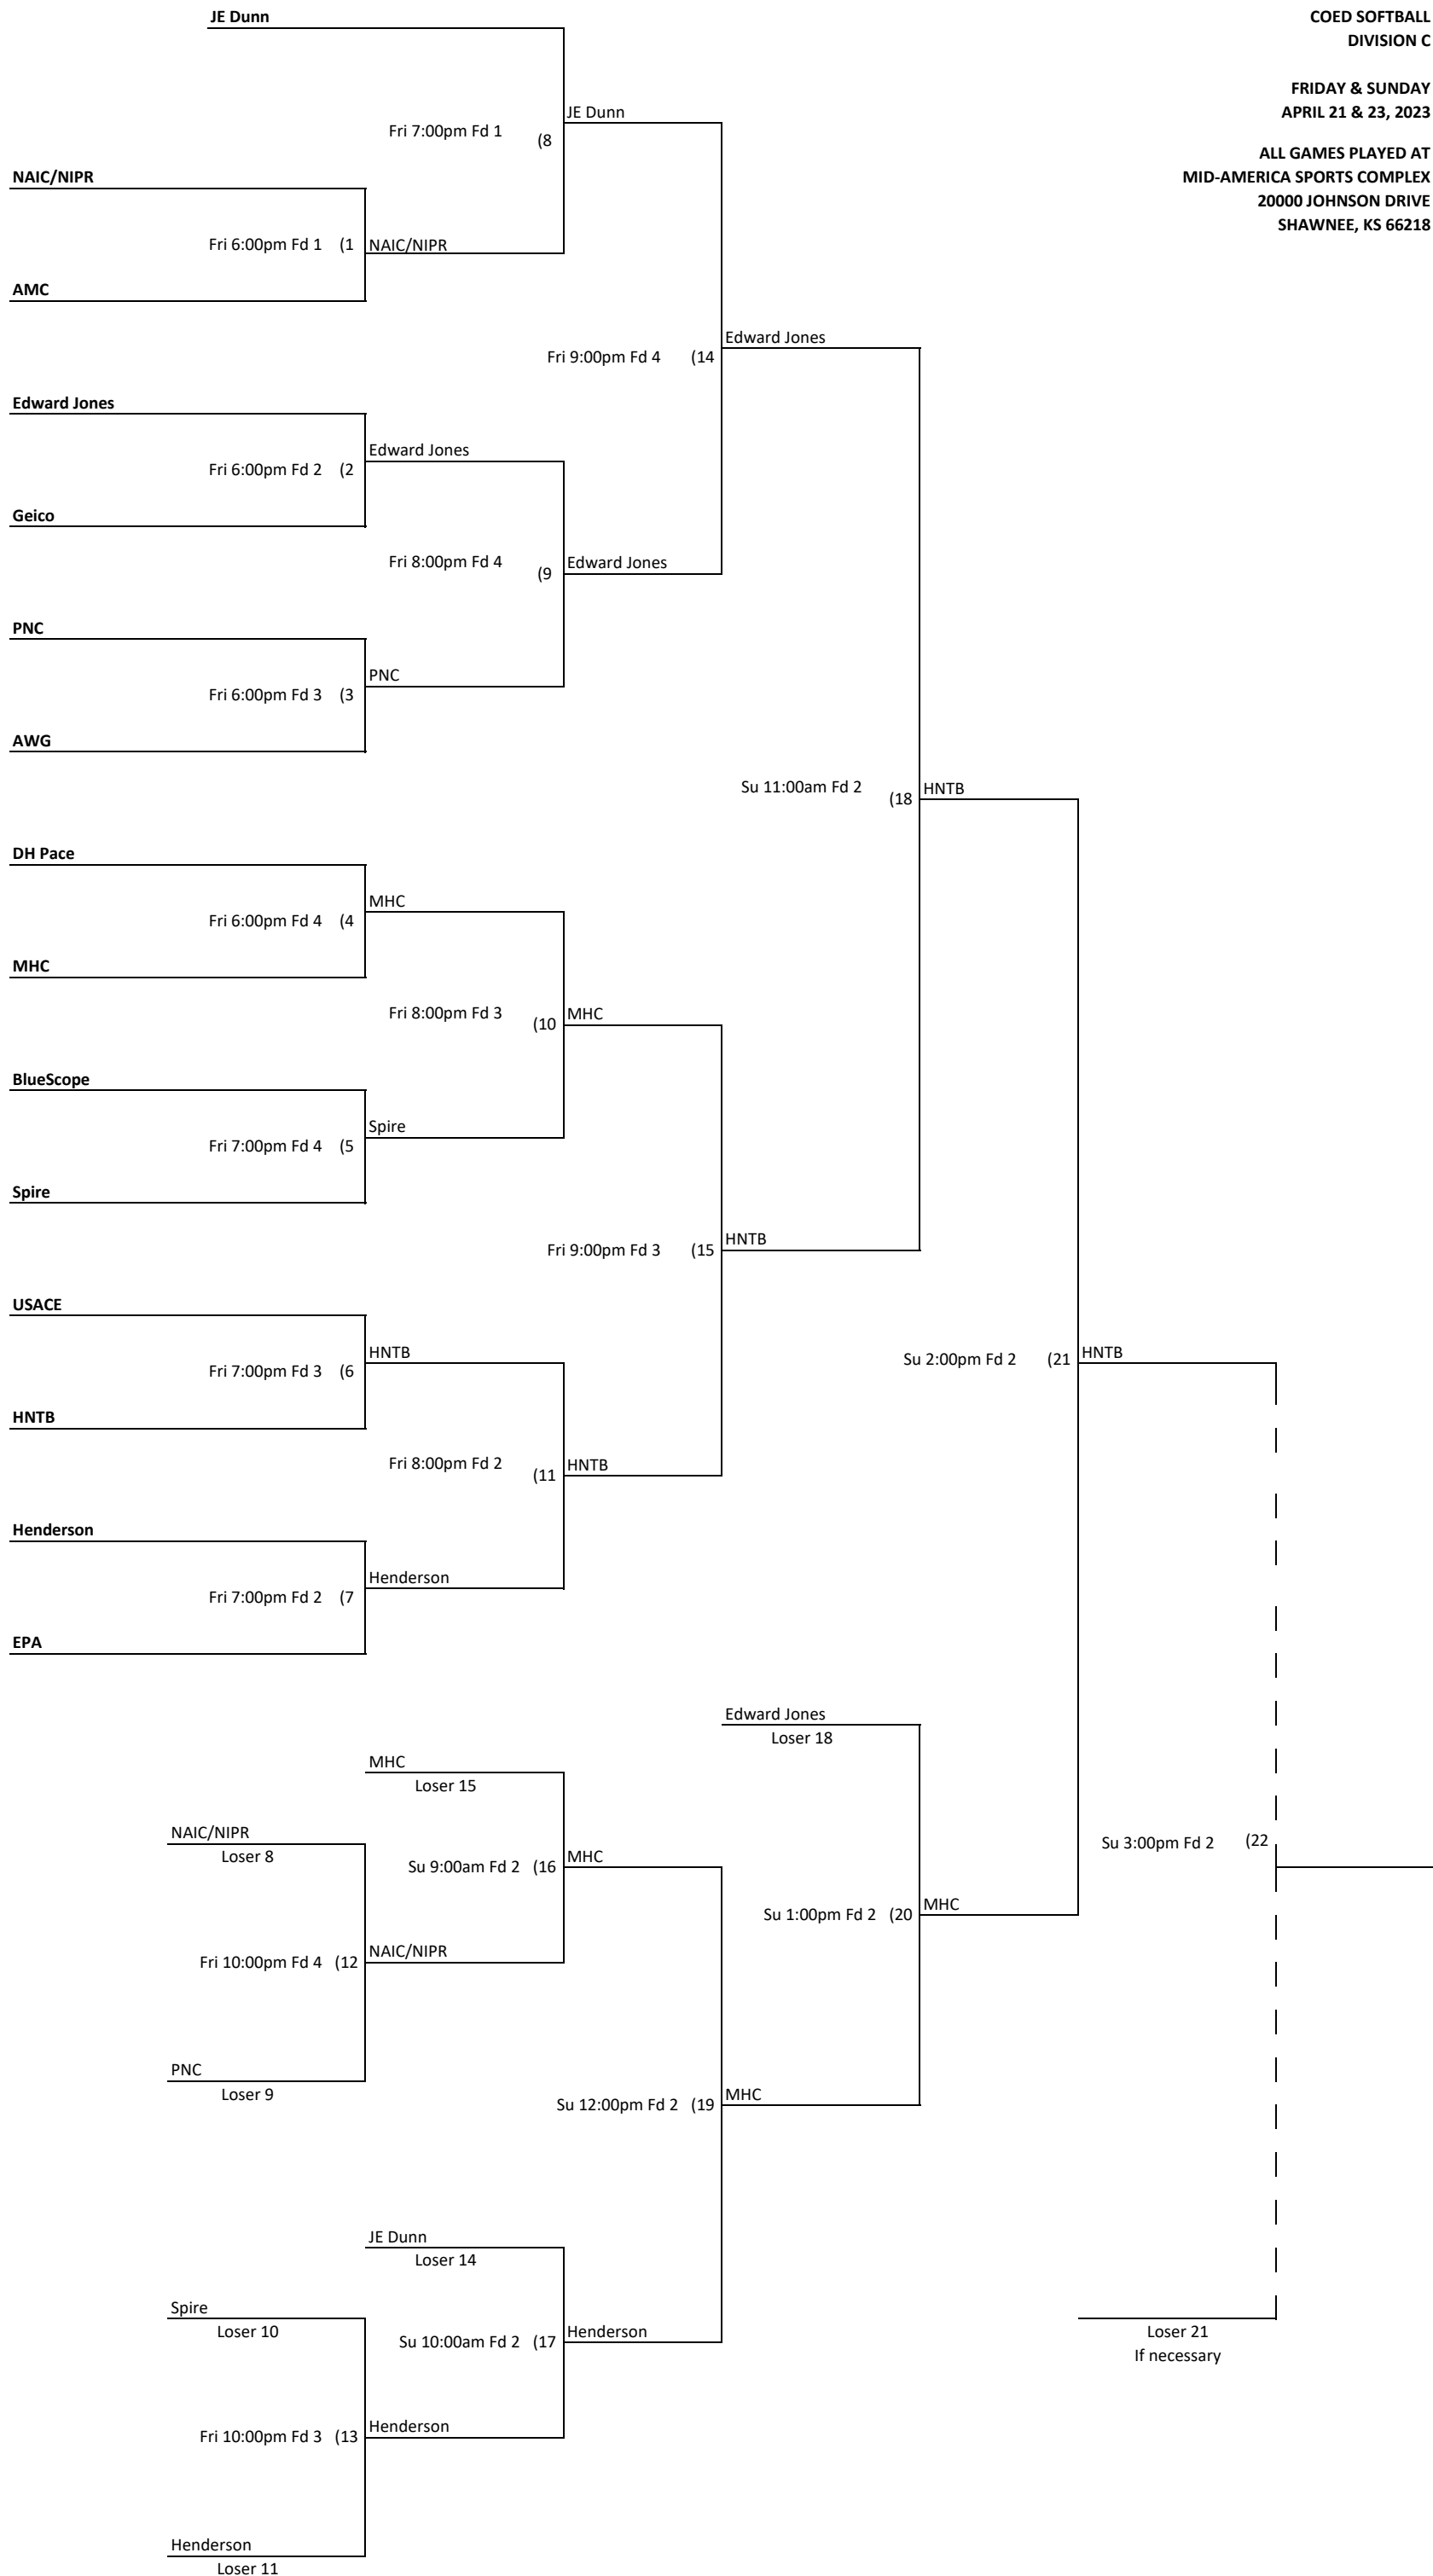 JE Dunn
COED SOFTBALL
DIVISION C
FRIDAY & SUNDAY
APRIL 21 & 23, 2023
JE Dunn
Fri 7:00pm Fd 1 (8
ALL GAMES PLAYED AT
MID-AMERICA SPORTS COMPLEX
20000 JOHNSON DRIVE
SHAWNEE, KS 66218
NAIC/NIPR
Fri 6:00pm Fd 1 (1 NAIC/NIPR
AMC
Edward Jones
Fri 9:00pm Fd 4 (14
Edward Jones
Edward Jones
Fri 6:00pm Fd 2 (2
Geico
Fri 8:00pm Fd 4 (9 Edward Jones
PNC
PNC
Fri 6:00pm Fd 3 (3
AWG
Su 11:00am Fd 2 (18 HNTB
DH Pace
MHC
Fri 6:00pm Fd 4 (4
MHC
Fri 8:00pm Fd 3 (10 MHC
BlueScope
Spire
Fri 7:00pm Fd 4 (5
Spire
Fri 9:00pm Fd 3 (15 HNTB
USACE
HNTB
Fri 7:00pm Fd 3 (6
Su 2:00pm Fd 2 (21 HNTB
HNTB
Fri 8:00pm Fd 2 (11 HNTB
Henderson
Henderson
Fri 7:00pm Fd 2 (7
EPA
Edward Jones
Loser 18
MHC
Loser 15
NAIC/NIPR
Loser 8
Su 3:00pm Fd 2 (22
Su 9:00am Fd 2 (16 MHC
Su 1:00pm Fd 2 (20 MHC
Fri 10:00pm Fd 4 (12 NAIC/NIPR
PNC
Loser 9
Su 12:00pm Fd 2 (19 MHC
JE Dunn
Loser 14
Spire
Loser 10
Su 10:00am Fd 2 (17 Henderson
Loser 21
If necessary
Fri 10:00pm Fd 3 (13 Henderson
Henderson
Loser 11